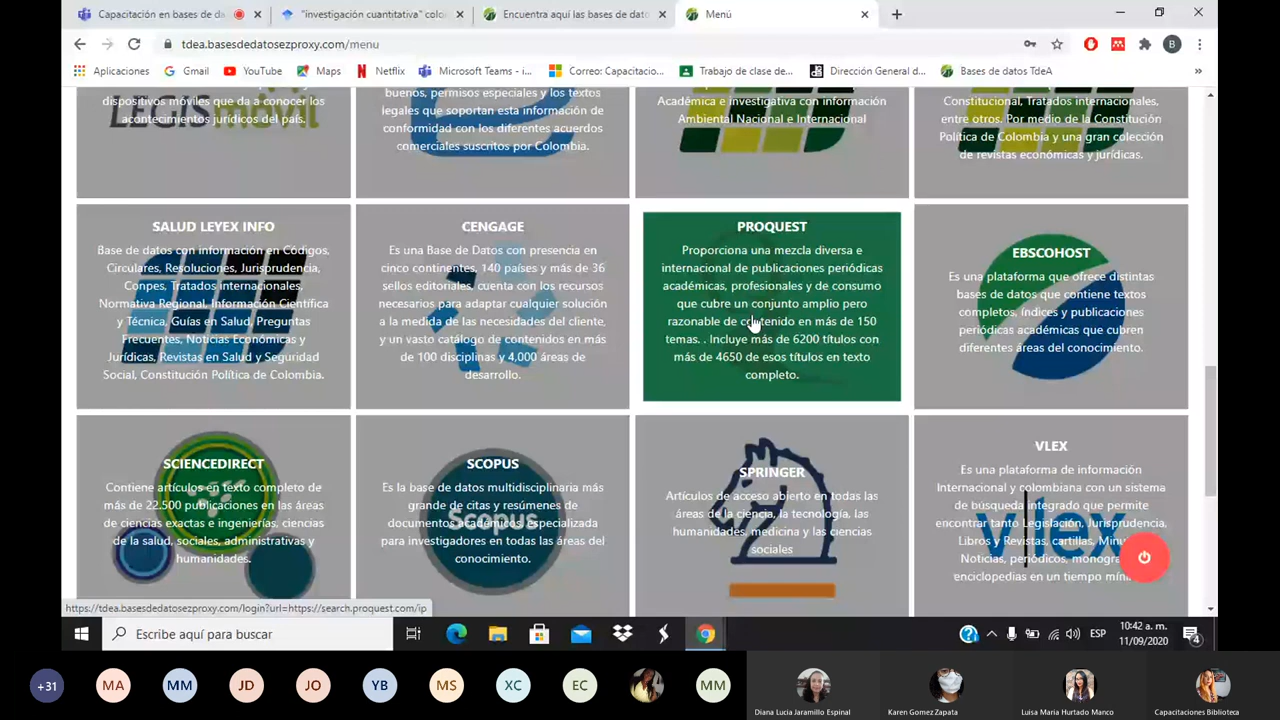 Capacitación en bases de da
"investigación cuantitativa" colo
Encuentra aquí las bases de dato
Menú
tdea.basesdedatosezproxy.com/menu
B
Aplicaciones
Gmail
YouTube
Maps
Netflix
Microsoft Teams - i...
Correo: Capacitacio...
Trabajo de clase de...
Dirección General d...
Bases de datos TdeA
»
dispositivos móviles que da a conocer los
acontecimientos jurídicos del país.
LEGISmóvil
buenos, permisos especiales y los textos
legales que soportan esta información de
conformidad con los diferentes acuerdos
comerciales suscritos por Colombia.
Académica e investigativa con información
Ambiental Nacional e Internacional
Constitucional, Tratados internacionales,
entre otros. Por medio de la Constitución
Política de Colombia y una gran colección
de revistas económicas y jurídicas.
SALUD LEYEX INFO
Base de datos con información en Códigos,
Circulares, Resoluciones, Jurisprudencia,
Conpes, Tratados internacionales,
Normativa Regional, Información Científica
y Técnica, Guías en Salud, Preguntas
Frecuentes, Noticias Económicas y
Jurídicas, Revistas en Salud y Seguridad
Social, Constitución Política de Colombia.
CENGAGE
Es una Base de Datos con presencia en
cinco continentes, 140 países y más de 36
sellos editoriales, cuenta con los recursos
necesarios para adaptar cualquier solución
a la medida de las necesidades del cliente,
y un vasto catálogo de contenidos en más
de 100 disciplinas y 4,000 áreas de
desarrollo.
PROQUEST
Proporciona una mezcla diversa e
internacional de publicaciones periódicas
académicas, profesionales y de consumo
que cubre un conjunto amplio pero
razonable de contenido en más de 150
temas. . Incluye más de 6200 títulos con
más de 4650 de esos títulos en texto
completo.
EBSCOHOST
Es una plataforma que ofrece distintas
bases de datos que contiene textos
completos, índices y publicaciones
periódicas académicas que cubren
diferentes áreas del conocimiento.
SCIENCEDIRECT
Contiene artículos en texto completo de
más de 22.500 publicaciones en las áreas
de ciencias exactas e ingenierías, ciencias
de la salud, sociales, administrativas y
humanidades.
SCOPUS
Es la base de datos multidisciplinaria más
grande de citas y resúmenes de
documentos académicos, especializada
para investigadores en todas las áreas del
conocimiento.
Scopus
SPRINGER
Artículos de acceso abierto en todas las
áreas de la ciencia, la tecnología, las
humanidades, medicina y las ciencias
sociales
VLEX
Es una plataforma de información
Internacional y colombiana con un sistema
de búsqueda integrado que permite
encontrar tanto Legislación, Jurisprudencia,
Libros y Revistas, cartillas, Minu
Noticias, periódicos, monogra
enciclopedias en un tiempo míni
vlex
https://tdea.basesdedatosezproxy.com/login?url=https://search.proquest.com/ip
Escribe aquí para buscar
ESP
10:42 a. m.
11/09/2020
4
+31
MA
MM
JD
JO
YB
MS
XC
EC
MM
Diana Lucia Jaramillo Espinal
Karen Gomez Zapata
Luisa Maria Hurtado Manco
Capacitaciones Biblioteca